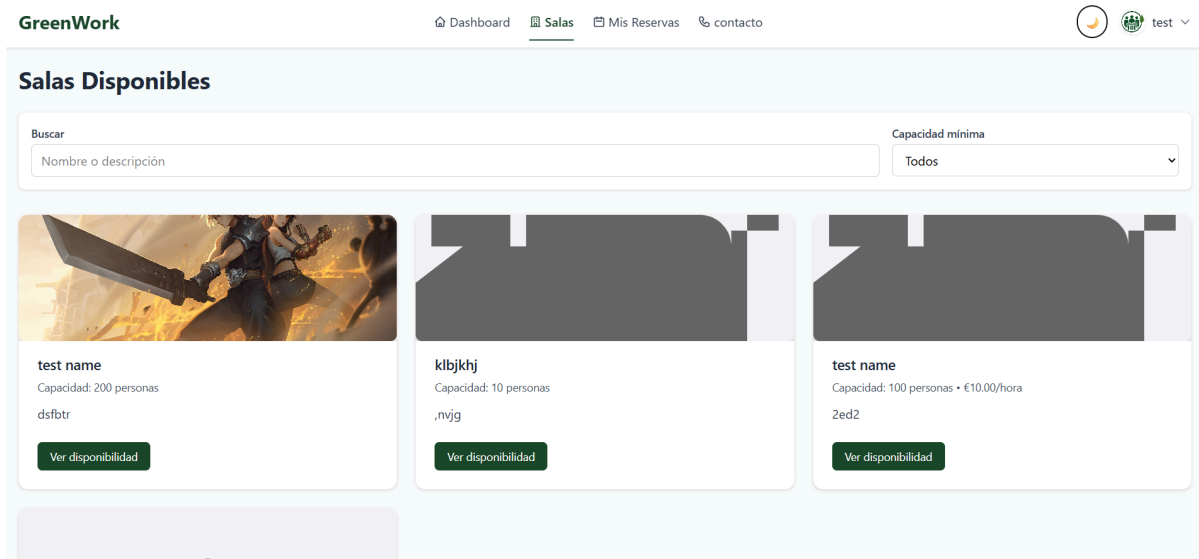 GreenWork
Dashboard
Salas
Mis Reservas
contacto
test
Salas Disponibles
Buscar
Nombre o descripción
Capacidad mínima
Todos
test name
Capacidad: 200 personas
dsfbtr
Ver disponibilidad
klbjkhj
Capacidad: 10 personas
,nvjg
Ver disponibilidad
test name
Capacidad: 100 personas • €10.00/hora
2ed2
Ver disponibilidad